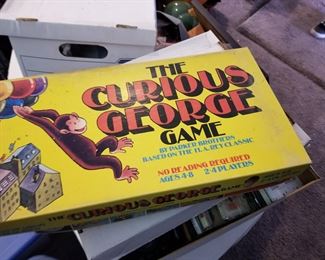 THE
CURIOUS
GEORGE
GAME
BY PARKER BROTHERS
BASED ON THE H.A. REY CLASSIC
NO READING REQUIRED
AGES 4-8 2-4 PLAYERS
THE CURIOUS GEORGE GAME